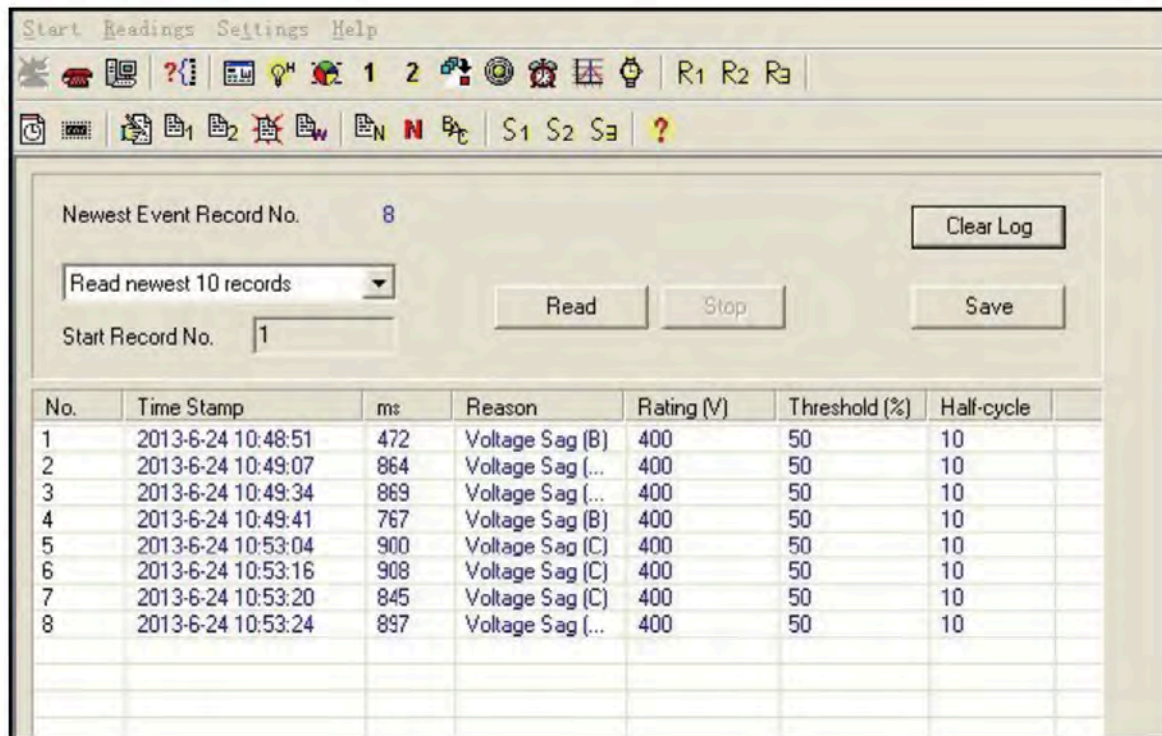 Start Readings Settings Help
?{ H 1 2 R1 R2 R3
1 2 W N N BAC S1 S2 S3 ?
Newest Event Record No. 8 Clear Log
Read newest 10 records Read Stop Save
Start Record No. 1
No. Time Stamp ms Reason Rating (V) Threshold (%) Half-cycle
1 2013-6-24 10:48:51 472 Voltage Sag (B) 400 50 10
2 2013-6-24 10:49:07 864 Voltage Sag (... 400 50 10
3 2013-6-24 10:49:34 869 Voltage Sag (... 400 50 10
4 2013-6-24 10:49:41 767 Voltage Sag (B) 400 50 10
5 2013-6-24 10:53:04 900 Voltage Sag (C) 400 50 10
6 2013-6-24 10:53:16 908 Voltage Sag (C) 400 50 10
7 2013-6-24 10:53:20 845 Voltage Sag (C) 400 50 10
8 2013-6-24 10:53:24 897 Voltage Sag (... 400 50 10